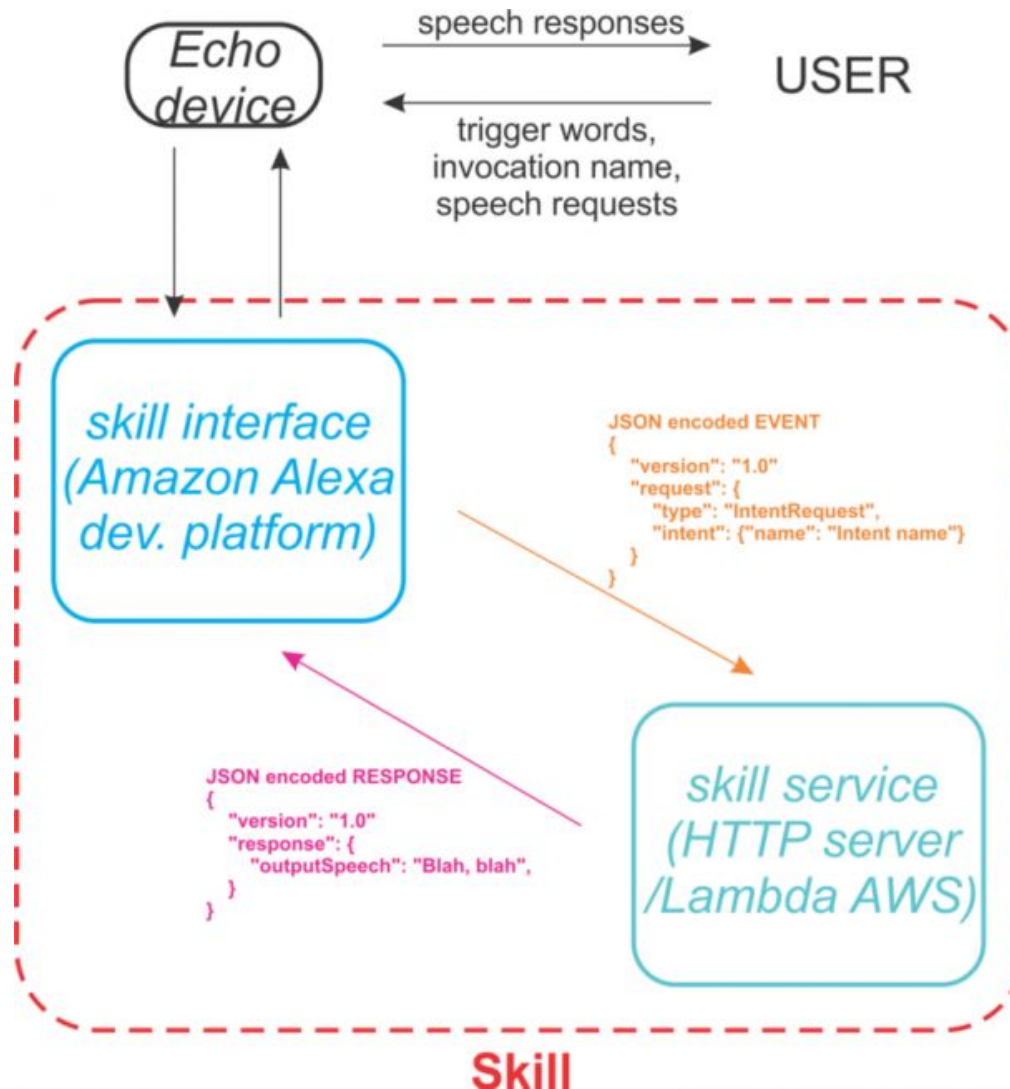 speech responses
Echo
device
USER
trigger words,
invocation name,
speech requests
skill interface
(Amazon Alexa
dev. platform)
JSON encoded EVENT
{
"version": "1.0"
"request": {
"type": "IntentRequest",
"intent": {"name": "Intent name"}
}
}
JSON encoded RESPONSE
{
"version": "1.0"
"response": {
"outputSpeech": "Blah, blah",
}
}
skill service
(HTTP server
/Lambda AWS)
Skill